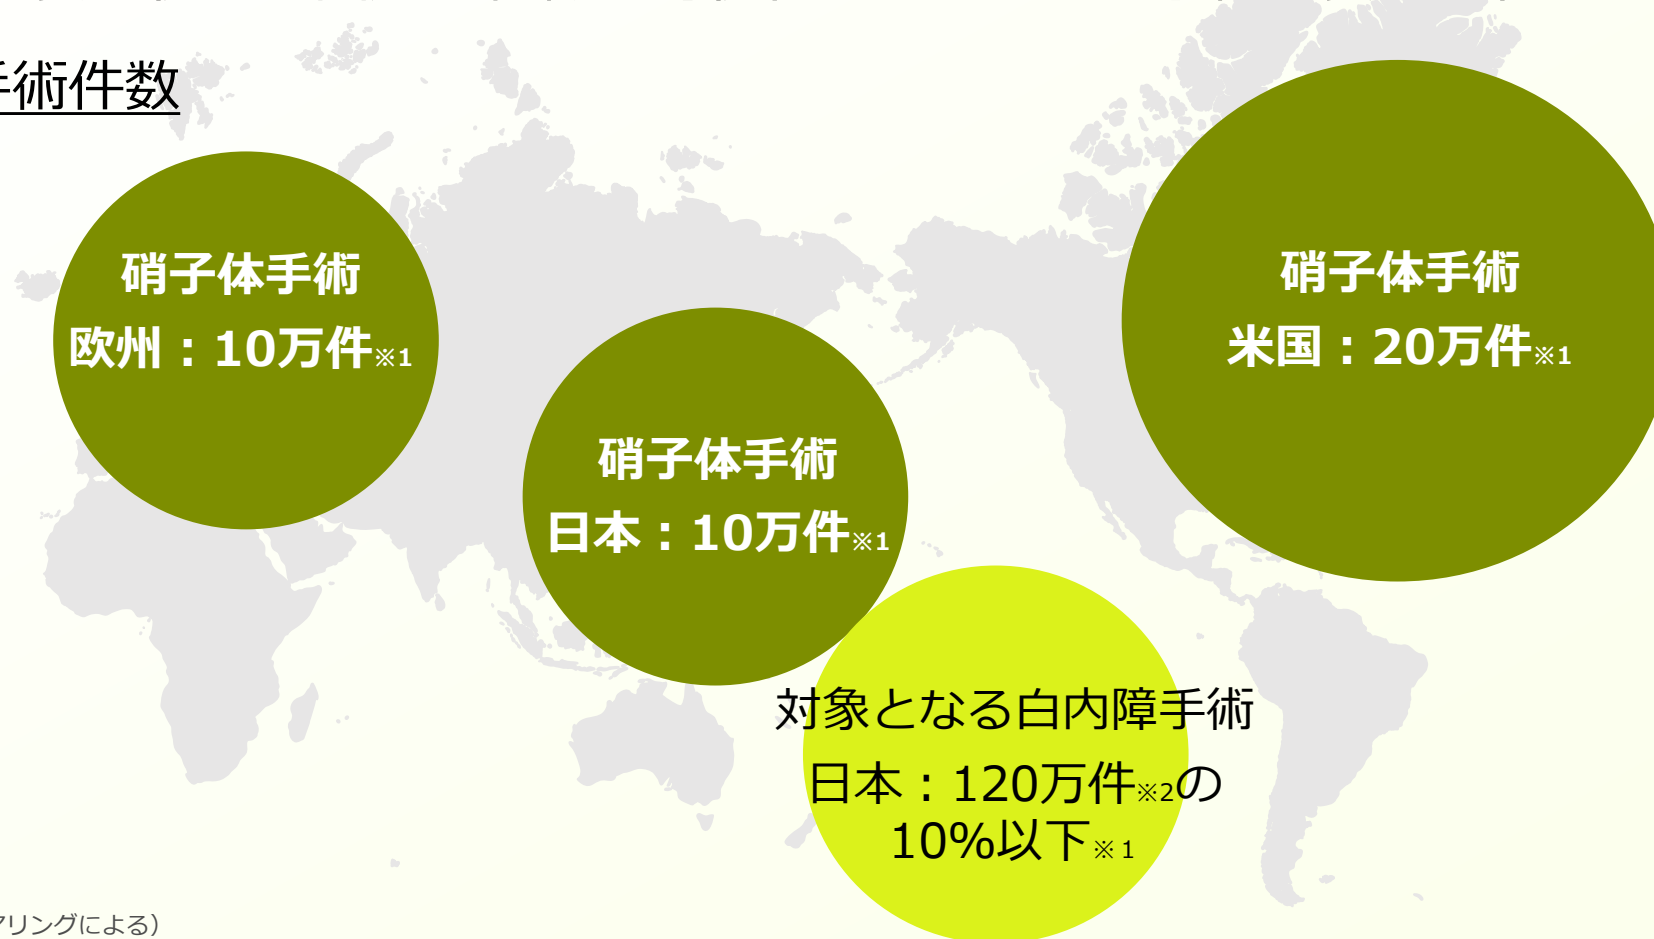 手術件数
硝子体手術
欧州：10万件※1
硝子体手術
米国：20万件※1
硝子体手術
日本：10万件※1
対象となる白内障手術
日本：120万件※2の
10%以下※1
アリングによる）